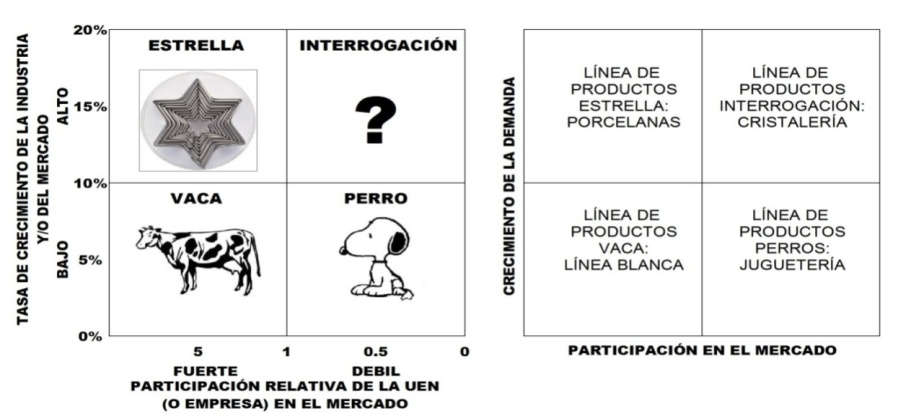 TASA DE CRECIMIENTO DE LA INDUSTRIA
Y/O DEL MERCADO
BAJO
ALTO
20%
15%
10%
5%
0%
ESTRELLA
INTERROGACIÓN
?
VACA
PERRO
5
1
0.5
0
FUERTE
DEBIL
PARTICIPACIÓN RELATIVA DE LA UEN
(O EMPRESA) EN EL MERCADO
CRECIMIENTO DE LA DEMANDA
LÍNEA DE
PRODUCTOS
ESTRELLA:
PORCELANAS
LÍNEA DE
PRODUCTOS
INTERROGACIÓN:
CRISTALERÍA
LÍNEA DE
PRODUCTOS
VACA:
LÍNEA BLANCA
LÍNEA DE
PRODUCTOS
PERROS:
JUGUETERÍA
PARTICIPACIÓN EN EL MERCADO